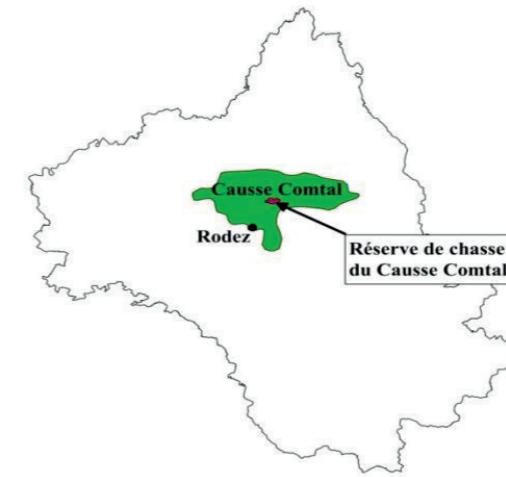 Causse Comtal
Rodez
Réserve de chasse
du Causse Comtal